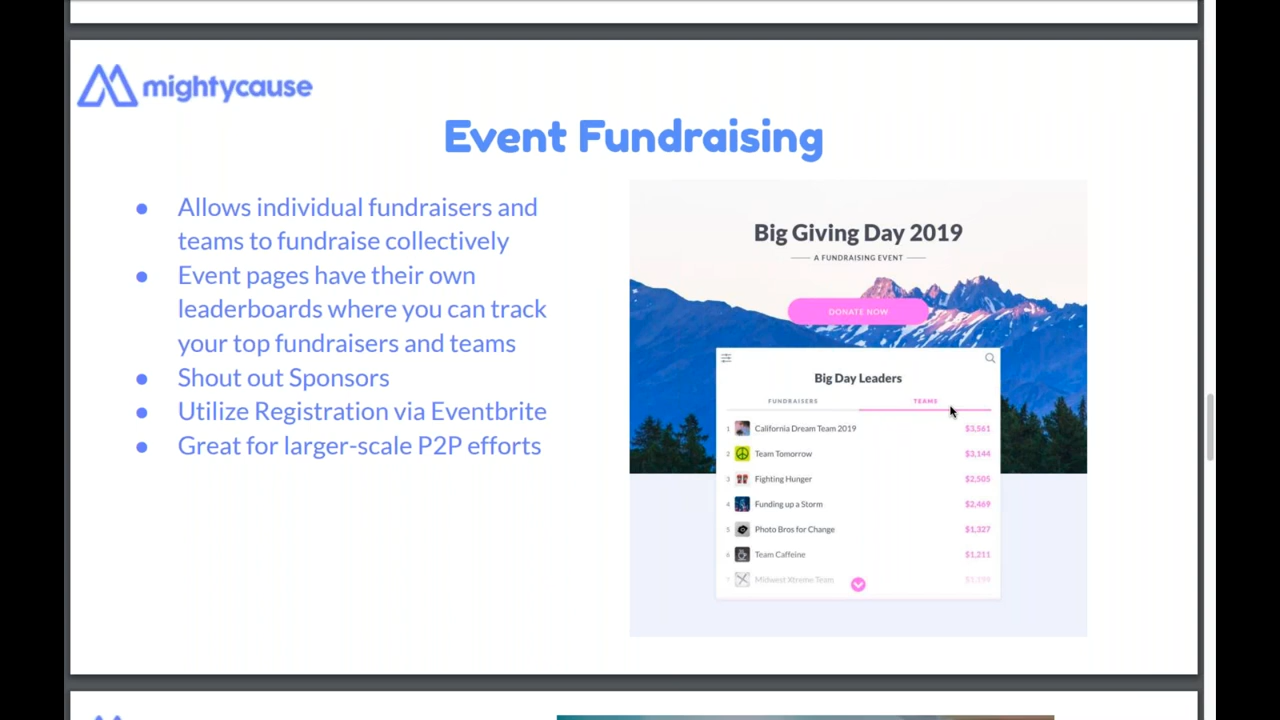 mightycause
Event Fundraising
● Allows individual fundraisers and
teams to fundraise collectively
● Event pages have their own
leaderboards where you can track
your top fundraisers and teams
● Shout out Sponsors
● Utilize Registration via Eventbrite
● Great for larger-scale P2P efforts
Big Giving Day 2019
A FUNDRAISING EVENT
DONATE NOW
Big Day Leaders
FUNDRAISERS TEAMS
1 California Dream Team 2019 $3,561
2 Team Tomorrow $3,144
3 Fighting Hunger $2,505
4 Funding up a Storm $2,469
5 Photo Bros for Change $1,327
6 Team Caffeine $1,211
7 Midwest Xtreme Team